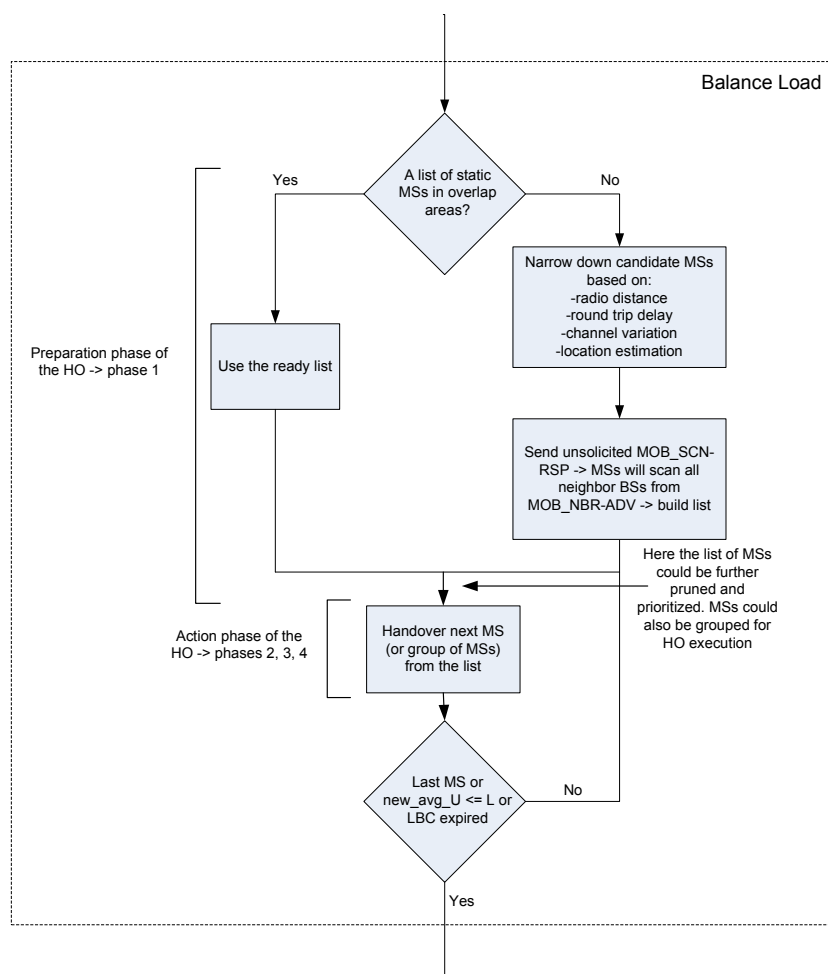 Balance Load
A list of static
MSs in overlap
areas?
Yes
No
Narrow down candidate MSs
based on:
-radio distance
-round trip delay
-channel variation
-location estimation
Preparation phase of
the HO -> phase 1
Use the ready list
Send unsolicited MOB_SCN-
RSP -> MSs will scan all
neighbor BSs from
MOB_NBR-ADV -> build list
Here the list of MSs
could be further
pruned and
prioritized. MSs could
also be grouped for
HO execution
Action phase of the
HO -> phases 2, 3, 4
Handover next MS
(or group of MSs)
from the list
Last MS or
new_avg_U <= L or
LBC expired
No
Yes